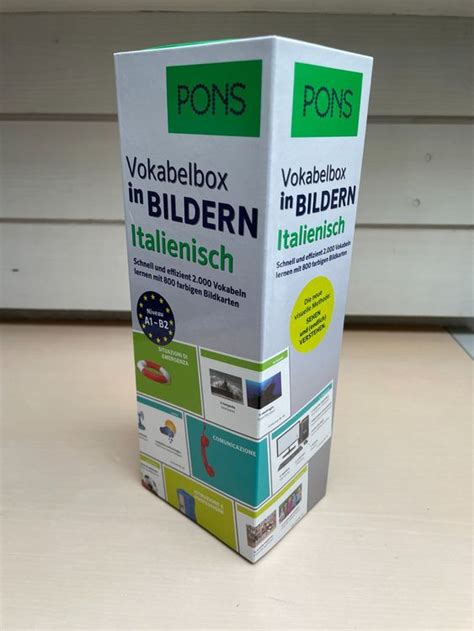 PONS
Vokabelbox
in BILDERN
Italienisch
Schnell und effizient 2.000 Vokabeln
lernen mit 800 farbigen Bildkarten
Niveau
A1 – B2
SITUAZIONI DI
EMERGENZA
COMUNICAZIONE
PONS
Vokabelbox
in BILDERN
Italienisch
Schnell und effizient 2.000 Vokabeln
lernen mit 800 farbigen Bildkarten
Die neue
visuelle Methode:
SEHEN
und (endlich)
VERSTEHEN.